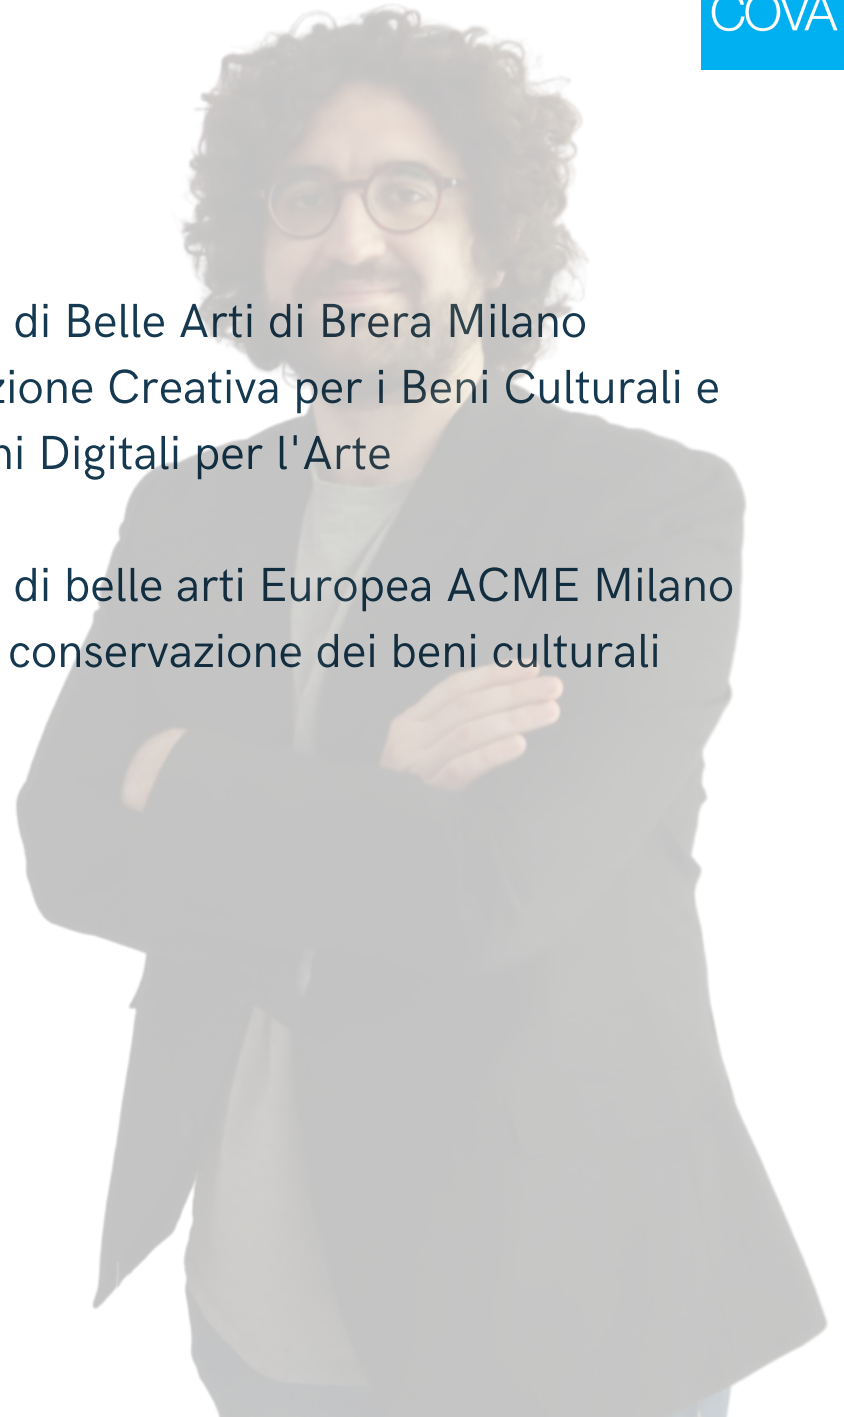 COVA
di Belle Arti di Brera Milano
zione Creativa per i Beni Culturali e
ni Digitali per l'Arte
di belle arti Europea ACME Milano
conservazione dei beni culturali